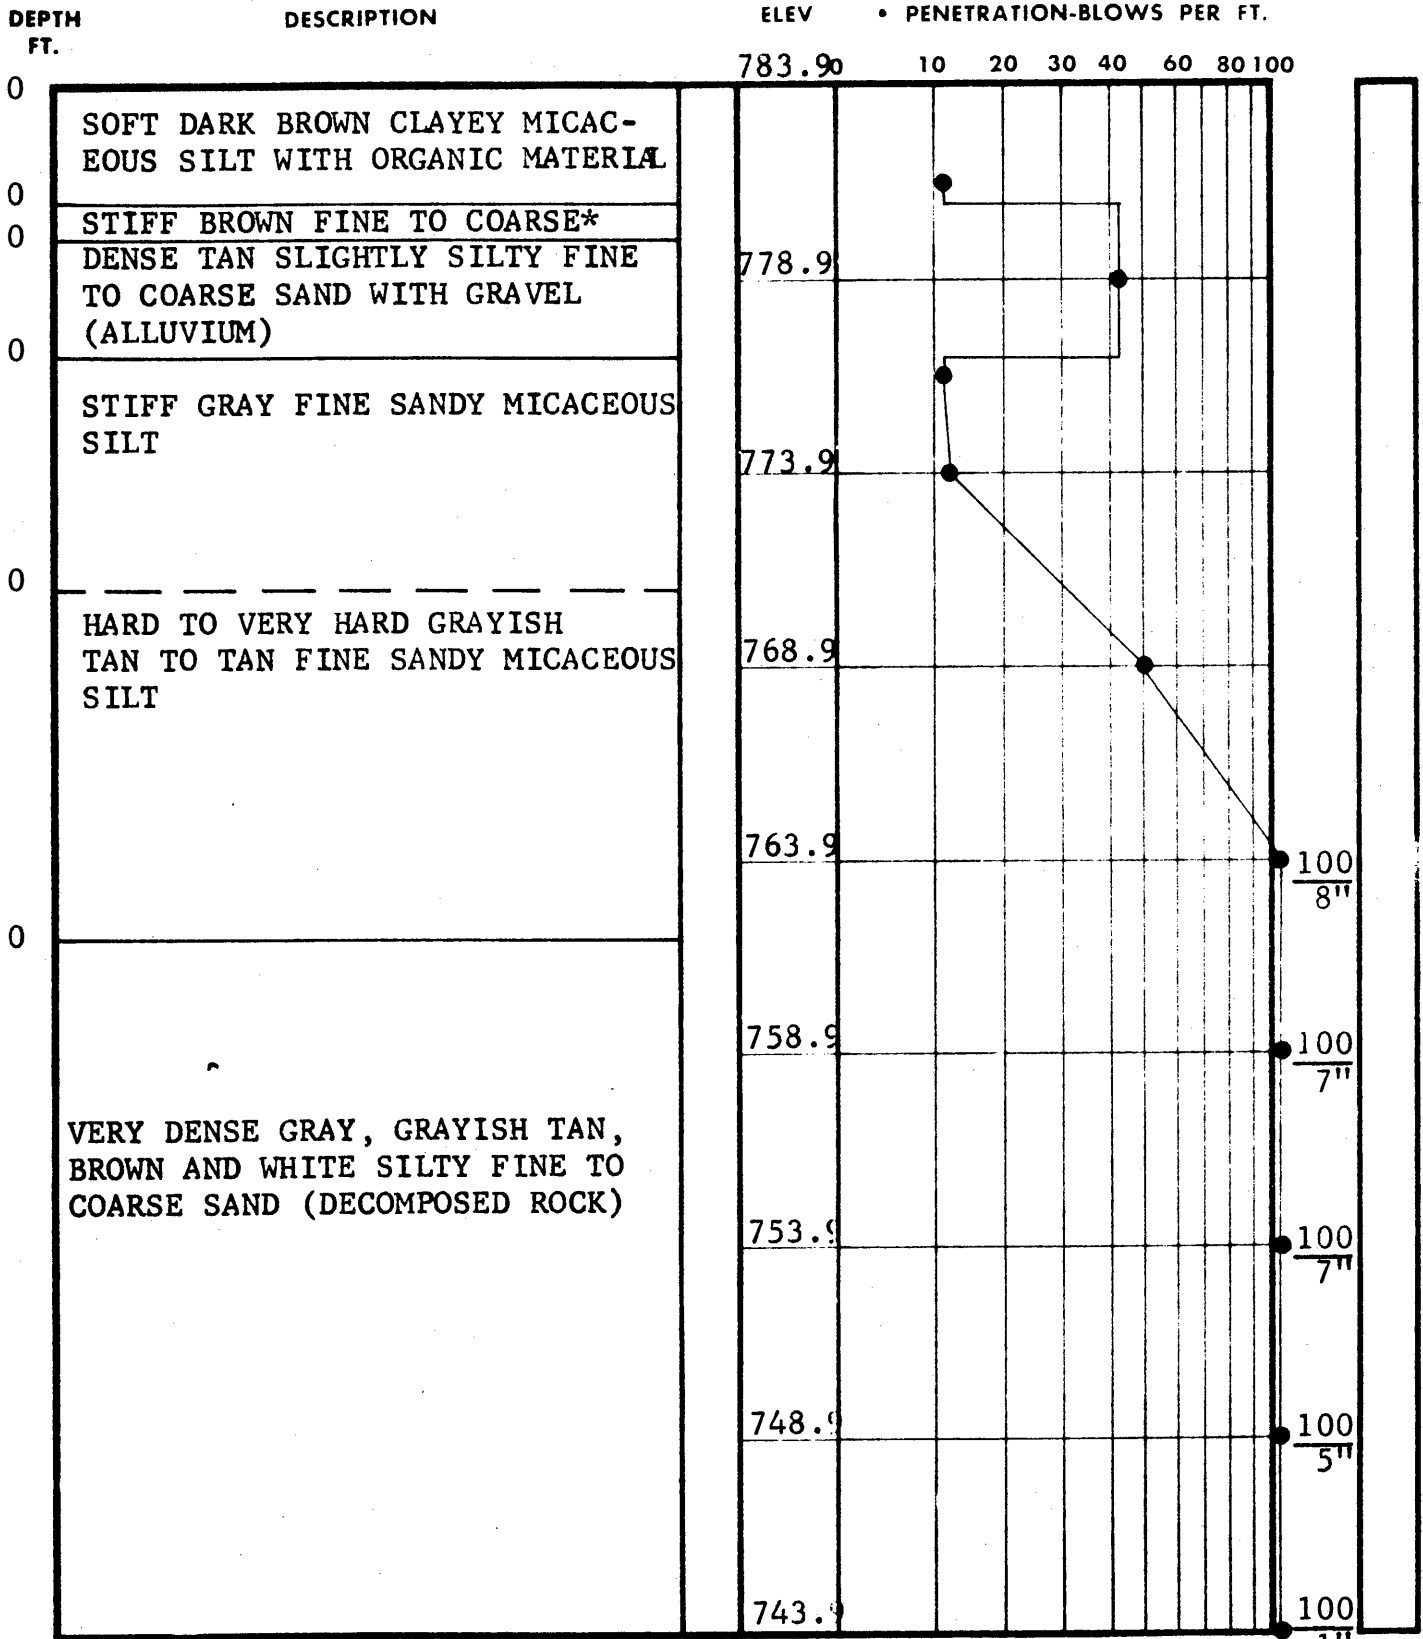 DEPTH DESCRIPTION ELEV • PENETRATION-BLOWS PER FT.
FT.
783.9 0 10 20 30 40 60 80 100
0
SOFT DARK BROWN CLAYEY MICAC-
EOUS SILT WITH ORGANIC MATERIAL
0
STIFF BROWN FINE TO COARSE*
0
DENSE TAN SLIGHTLY SILTY FINE
778.9
TO COARSE SAND WITH GRAVEL
(ALLUVIUM)
0
STIFF GRAY FINE SANDY MICACEOUS
SILT
773.9
0
HARD TO VERY HARD GRAYISH
768.9
TAN TO TAN FINE SANDY MICACEOUS
SILT
763.9
100
8"
0
758.9
100
7"
VERY DENSE GRAY, GRAYISH TAN,
BROWN AND WHITE SILTY FINE TO
COARSE SAND (DECOMPOSED ROCK)
753.9
100
7"
748.9
100
5"
743.9
100